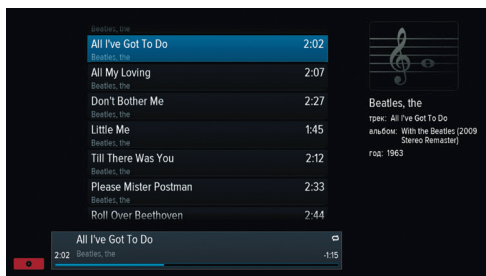 Beatles, the
All I've Got To Do 2:02
Beatles, the
All My Loving 2:07
Beatles, the
Don't Bother Me 2:27
Beatles, the
Little Me 1:45
Beatles, the
Till There Was You 2:12
Beatles, the
Please Mister Postman 2:33
Beatles, the
Roll Over Beethoven 2:44
Beatles, the
трек: All I've Got To Do
альбом: With the Beatles (2009
Stereo Remaster)
год: 1963
All I've Got To Do
2:02 Beatles, the -1:15